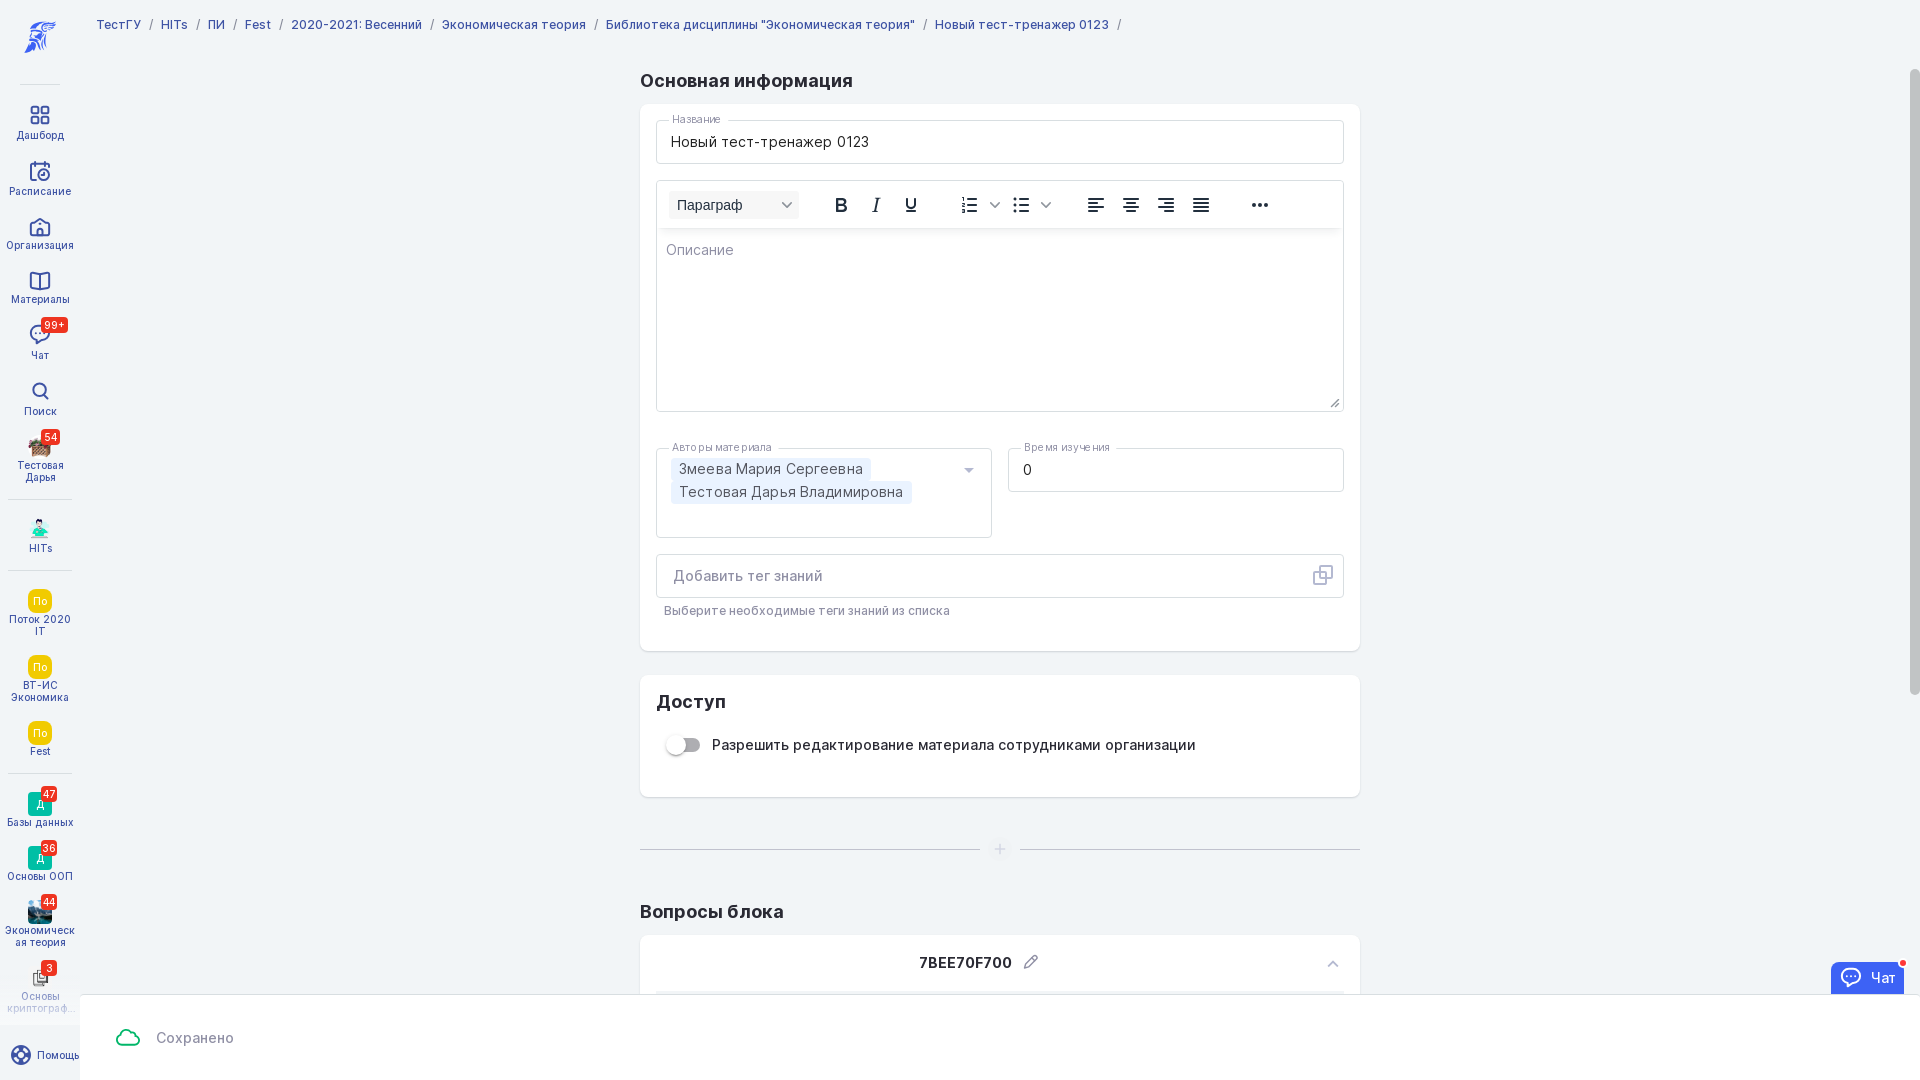 ТестГУ / HITs / ПИ / Fest / 2020-2021: Весенний / Экономическая теория / Библиотека дисциплины "Экономическая теория" / Новый тест-тренажер 0123 /
Дашборд
Расписание
Организация
Материалы
99+
Чат
Поиск
54
Тестовая
Дарья
HITs
По
Поток 2020
IT
По
ВТ-ИС
Экономика
По
Fest
47
Д
Базы данных
36
Д
Основы ООП
44
Экономическ
ая теория
3
Основы
криптограф...
Помощь
Основная информация
Название
Новый тест-тренажер 0123
Параграф
Описание
Авторы материала
Змеева Мария Сергеевна
Тестовая Дарья Владимировна
Время изучения
0
Добавить тег знаний
Выберите необходимые теги знаний из списка
Доступ
Разрешить редактирование материала сотрудниками организации
Вопросы блока
7BEE70F700
Чат
Сохранено